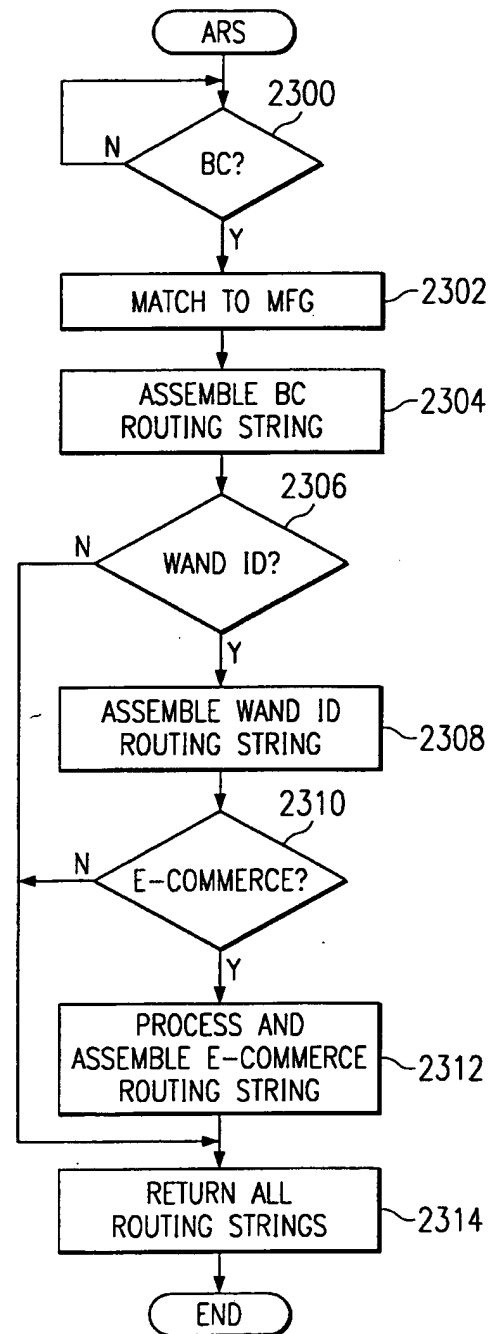 ARS
2300
N
BC?
Y
MATCH TO MFG
2302
ASSEMBLE BC
ROUTING STRING
2304
2306
N
WAND ID?
Y
ASSEMBLE WAND ID
ROUTING STRING
2308
2310
N
E-COMMERCE?
Y
PROCESS AND
ASSEMBLE E-COMMERCE
ROUTING STRING
2312
RETURN ALL
ROUTING STRINGS
2314
END